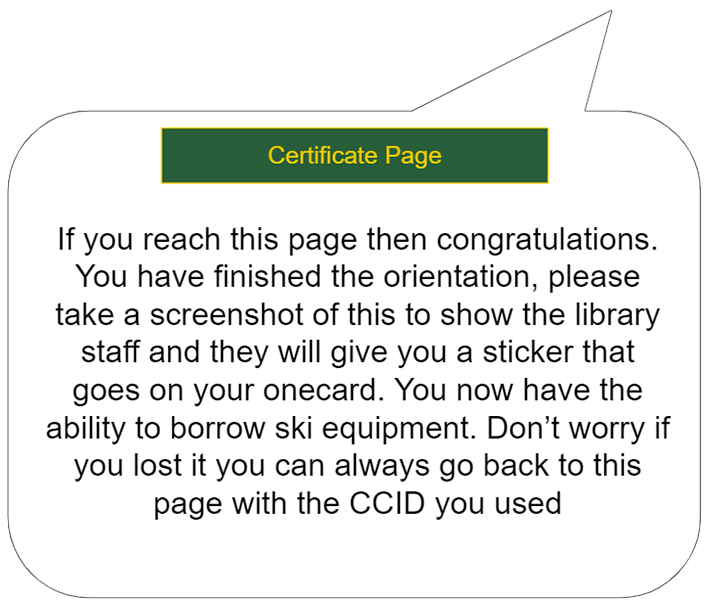 Certificate Page
If you reach this page then congratulations.
You have finished the orientation, please
take a screenshot of this to show the library
staff and they will give you a sticker that
goes on your onecard. You now have the
ability to borrow ski equipment. Don’t worry if
you lost it you can always go back to this
page with the CCID you used